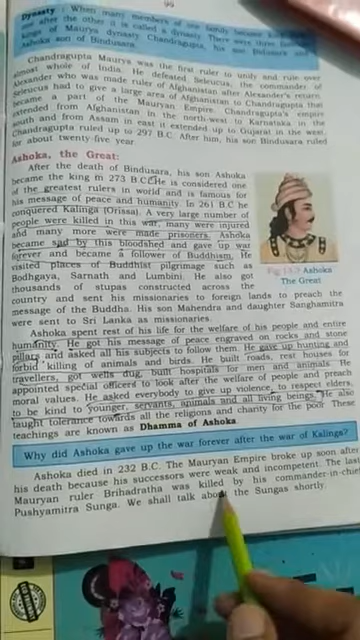 95
Dynasty : When many members of one family become
one after the other it is called a dynasty. There were three famous
kings of Maurya dynasty Chandragupta, his son Bindusara and
Ashoka son of Bindusara.
Chandragupta Maurya was the first ruler to unify and rule over
almost whole of India. He defeated Seleucus, the commander of
Alexander who was made ruler of Afghanistan after Alexander's return.
Seleucus had to give a large area of Afghanistan to Chandragupta that
became a part of the Mauryan Empire. Chandragupta's empire
extended from Afghanistan in the north-west to Karnataka in the
south and from Assam in east it extended up to Gujarat in the west.
Chandragupta ruled up to 297 B.C. After him, his son Bindusara ruled
for about twenty-five year.
Ashoka, the Great:
After the death of Bindusara, his son Ashoka
became the king in 273 B.C. He is considered one
of the greatest rulers in world and is famous for
his message of peace and humanity. In 261 B.C he
conquered Kalinga (Orissa). A very large number of
people were killed in this war, many were injured
and many more were made prisoners. Ashoka
became sad by this bloodshed and gave up war
forever and became a follower of Buddhism. He
visited places of Buddhist pilgrimage such as
Bodhgaya, Sarnath and Lumbini. He also got
thousands of stupas constructed across the
country and sent his missionaries to foreign lands to preach the
message of the Buddha. His son Mahendra and daughter Sanghamitra
were sent to Sri Lanka as missionaries.
Ashoka
The Great
Ashoka spent rest of his life for the welfare of his people and entire
humanity. He got his message of peace engraved on rocks and stone
pillars and asked all his subjects to follow them. He gave up hunting and
forbid killing of animals and birds. He built roads, rest houses for
travellers, got wells dug, built hospitals for men and animals. He
appointed special officers to look after the welfare of people and preach
moral values. He asked everybody to give up violence, to respect elders,
to be kind to younger, servants, animals and all living beings. He also
taught tolerance towards all the religions and charity for the poor. These
teachings are known as Dhamma of Ashoka
Why did Ashoka gave up the war forever after the war of Kalinga?
Ashoka died in 232 B.C. The Mauryan Empire broke up soon after
his death because his successors were weak and incompetent. The last
Mauryan ruler Brihadratha was killed by his commander-in-chief
Pushyamitra Sunga. We shall talk about the Sungas shortly.